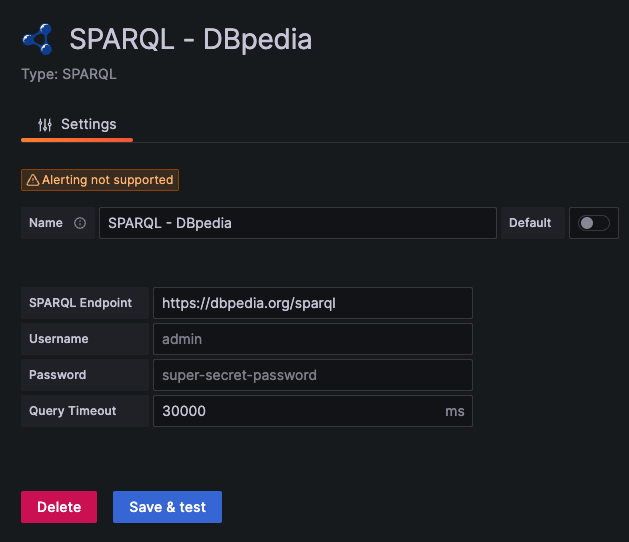 SPARQL - DBpedia
Type: SPARQL
Settings
Alerting not supported
Name SPARQL - DBpedia Default
SPARQL Endpoint https://dbpedia.org/sparql
Username admin
Password super-secret-password
Query Timeout 30000 ms
Delete Save & test